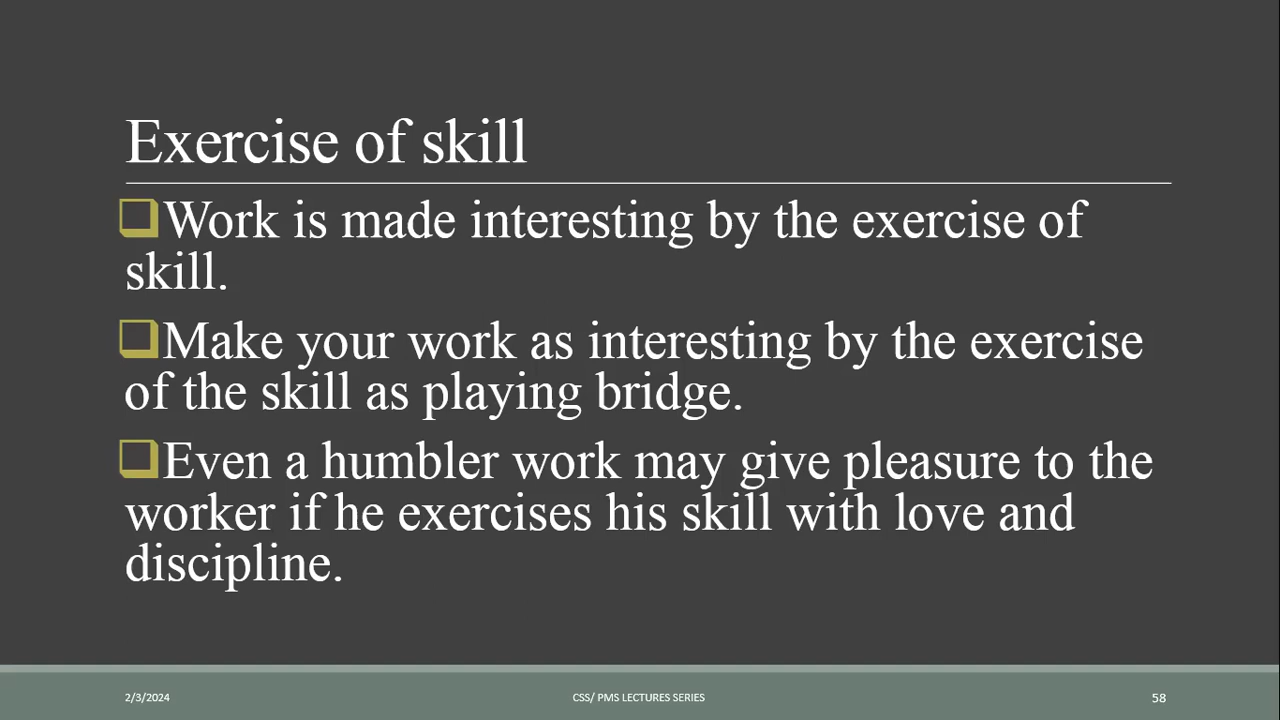 Exercise of skill
Work is made interesting by the exercise of
skill.
Make your work as interesting by the exercise
of the skill as playing bridge.
Even a humbler work may give pleasure to the
worker if he exercises his skill with love and
discipline.
2/3/2024 CSS/ PMS LECTURES SERIES 58